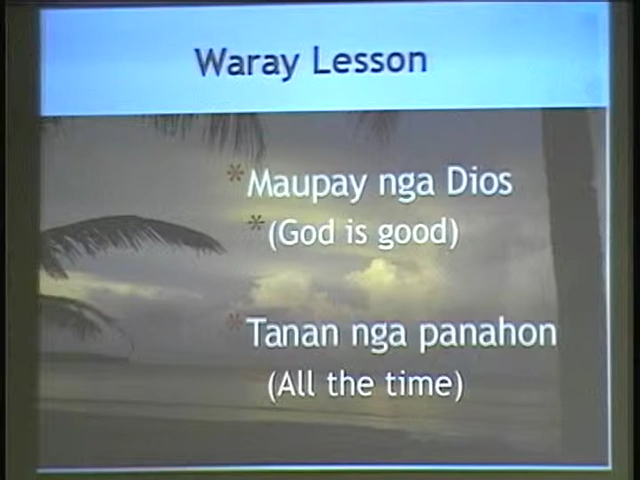 Waray Lesson
*Maupay nga Dios
*(God is good)
*Tanan nga panahon
(All the time)